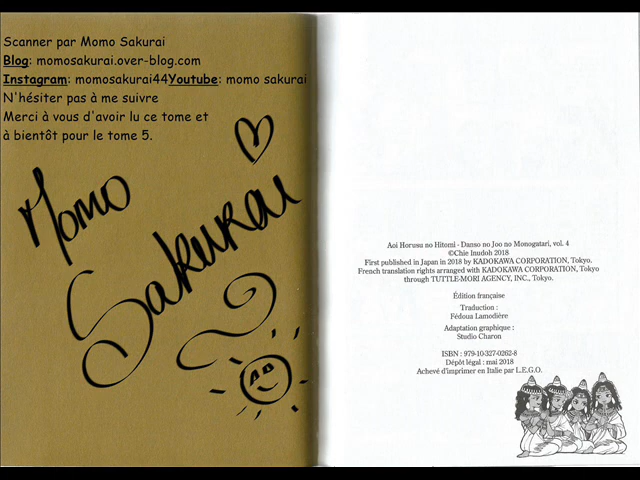 Scanner par Momo Sakurai
Blog: momosakurai.over-blog.com
Instagram: momosakurai44Youtube: momo sakurai
N'hésiter pas à me suivre
Merci à vous d'avoir lu ce tome et
à bientôt pour le tome 5.
Momo
Sakurai
Aoi Horusu no Hitomi - Danso no Joo no Monogatari, vol. 4
©Chie Inudoh 2018
First published in Japan in 2018 by KADOKAWA CORPORATION, Tokyo.
French translation rights arranged with KADOKAWA CORPORATION, Tokyo
through TUTTLE-MORI AGENCY, INC., Tokyo.
Édition française
Traduction :
Fédoua Lamodière
Adaptation graphique :
Studio Charon
ISBN : 979-10-327-0262-8
Dépôt légal : mai 2018
Achevé d'imprimer en Italie par L.E.G.O.